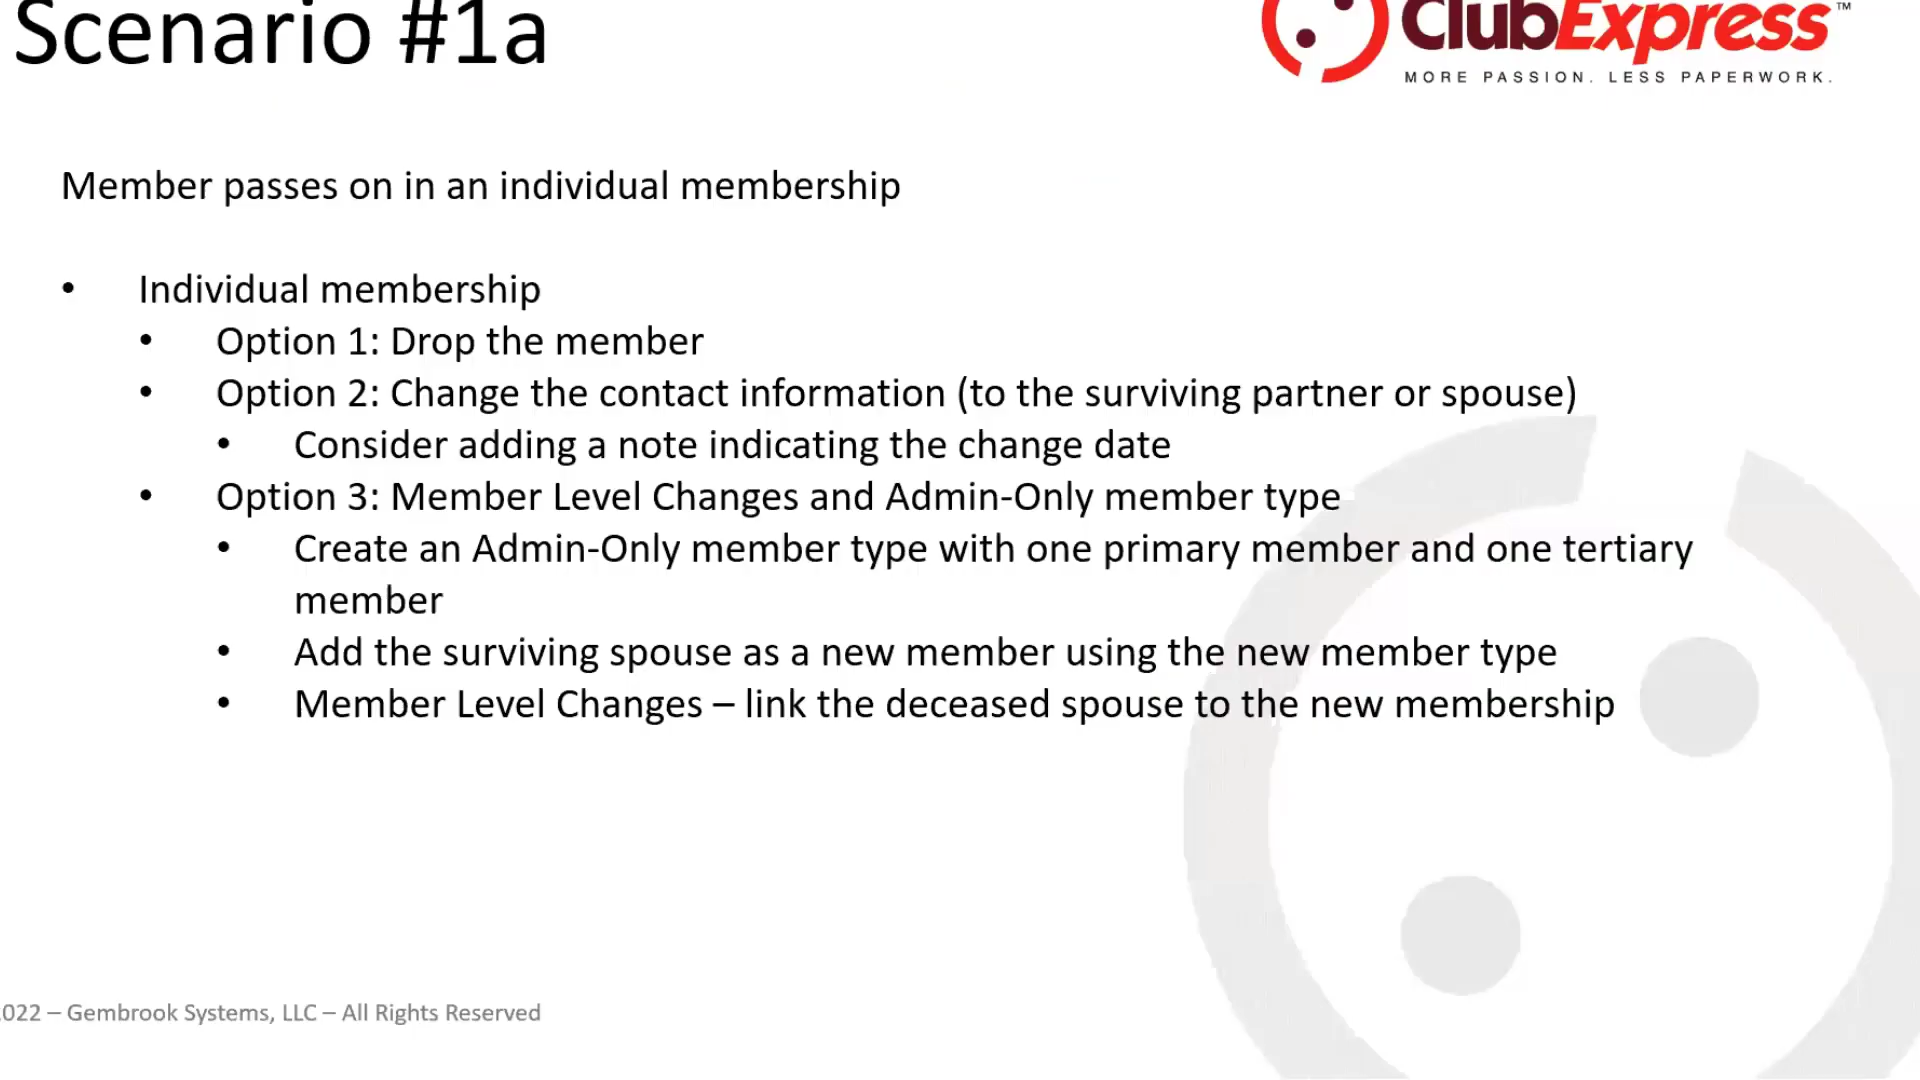 Scenario #1a
ClubExpress™
MORE PASSION. LESS PAPERWORK.
Member passes on in an individual membership
• Individual membership
• Option 1: Drop the member
• Option 2: Change the contact information (to the surviving partner or spouse)
• Consider adding a note indicating the change date
• Option 3: Member Level Changes and Admin-Only member type
• Create an Admin-Only member type with one primary member and one tertiary
member
• Add the surviving spouse as a new member using the new member type
• Member Level Changes – link the deceased spouse to the new membership
022 – Gembrook Systems, LLC – All Rights Reserved